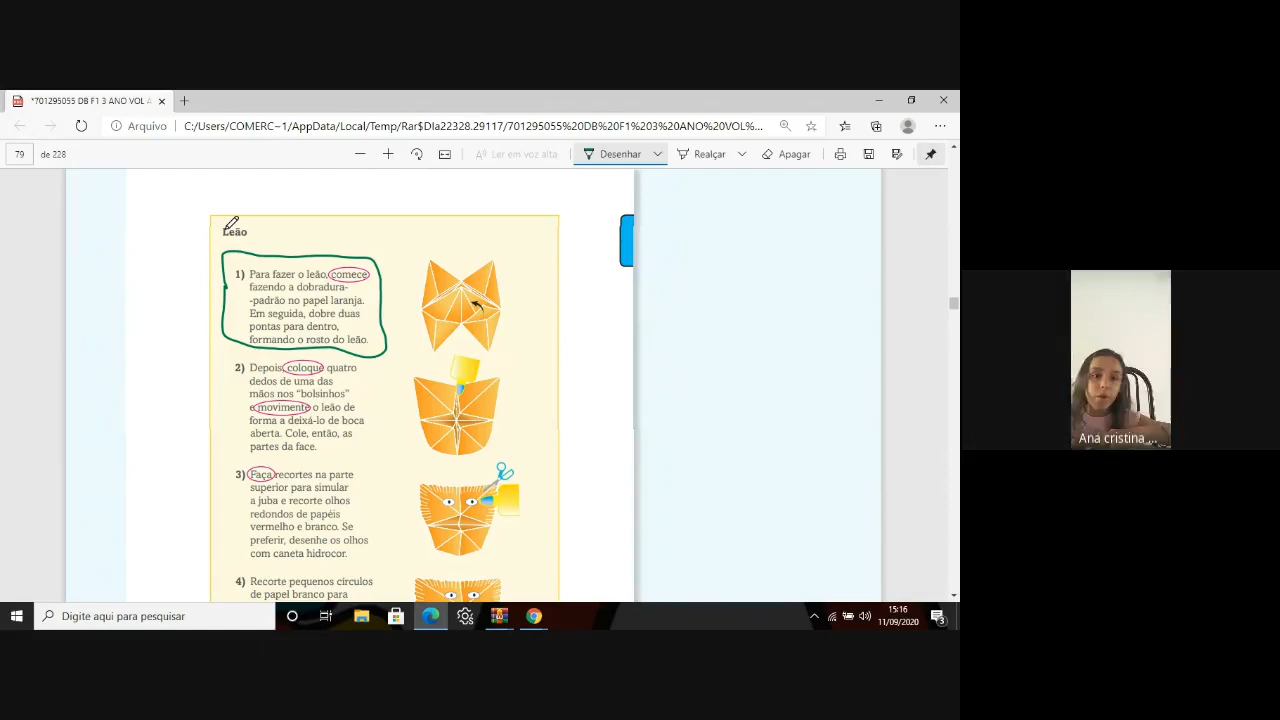 *701295055 DB F1 3 ANO VOL A
Arquivo
C:/Users/COMERC~1/AppData/Local/Temp/Rar$DIa22328.29117/701295055%20DB%20F1%203%20ANO%20VOL%...
79 de 228
Ler em voz alta
Desenhar
Realçar
Apagar
Leão
1) Para fazer o leão, comece
fazendo a dobradura-
-padrão no papel laranja.
Em seguida, dobre duas
pontas para dentro,
formando o rosto do leão.
2) Depois, coloque quatro
dedos de uma das
mãos nos “bolsinhos”
e movimente o leão de
forma a deixá-lo de boca
aberta. Cole, então, as
partes da face.
3) Faça recortes na parte
superior para simular
a juba e recorte olhos
redondos de papéis
vermelho e branco. Se
preferir, desenhe os olhos
com caneta hidrocor.
4) Recorte pequenos círculos
de papel branco para
Ana cristina ...
Digite aqui para pesquisar
15:16
11/09/2020
3